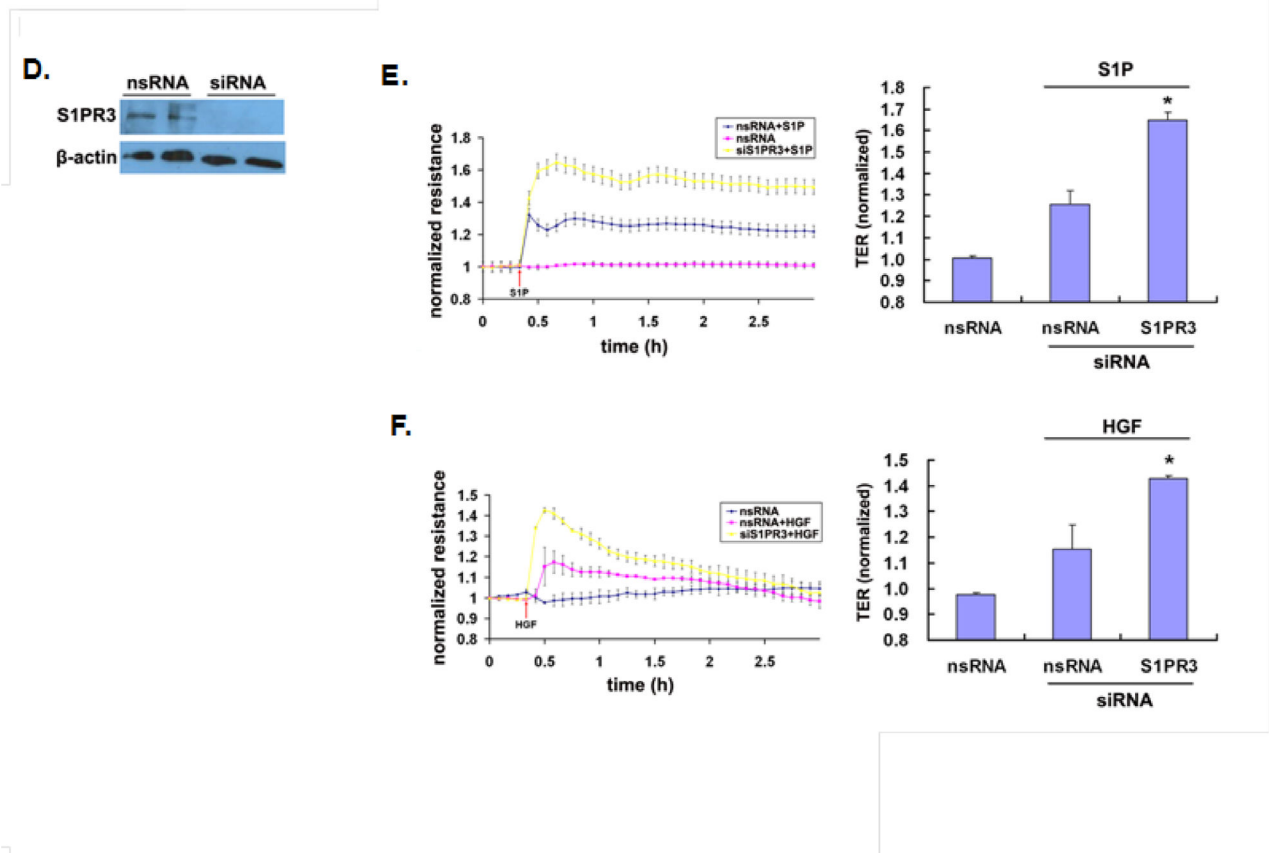 D.
nsRNA siRNA
S1PR3
β-actin
E.
normalized resistance
1.8
1.6
1.4
1.2
1
0.8
S1P
0 0.5 1 1.5 2 2.5
time (h)
nsRNA+S1P
nsRNA
siS1PR3+S1P
S1P
TER (normalized)
1.8
1.7
1.6
1.5
1.4
1.3
1.2
1.1
1.0
0.9
0.8
*
nsRNA nsRNA S1PR3
siRNA
F.
normalized resistance
1.5
1.4
1.3
1.2
1.1
1
0.9
0.8
HGF
0 0.5 1 1.5 2 2.5
time (h)
nsRNA
nsRNA+HGF
siS1PR3+HGF
HGF
TER (normalized)
1.5
1.4
1.3
1.2
1.1
1.0
0.9
0.8
*
nsRNA nsRNA S1PR3
siRNA